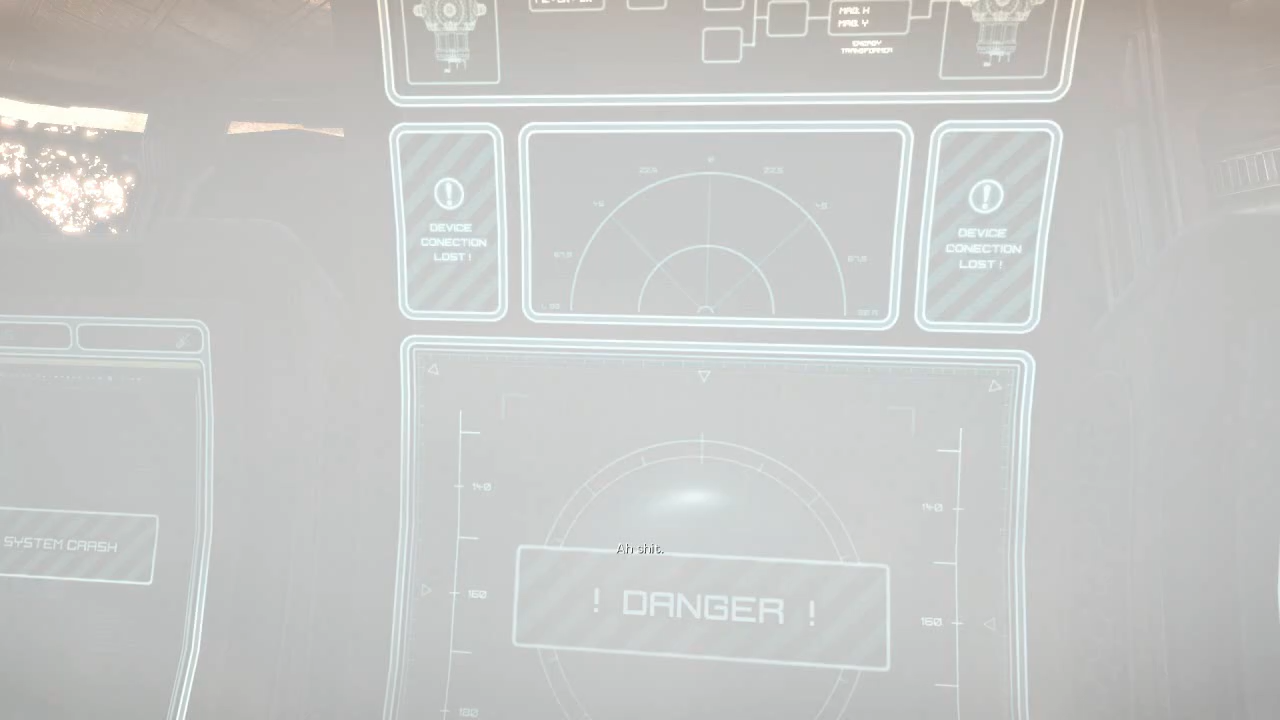 MAG. X
MAG. Y
ENERGY
TRANSFORMER
0
22,5
22,5
45
45
67,5
67,5
DEVICE
CONECTION
LOST !
DEVICE
CONECTION
LOST !
140
140
SYSTEM CRASH
Ah shit.
! DANGER !
160
160
180